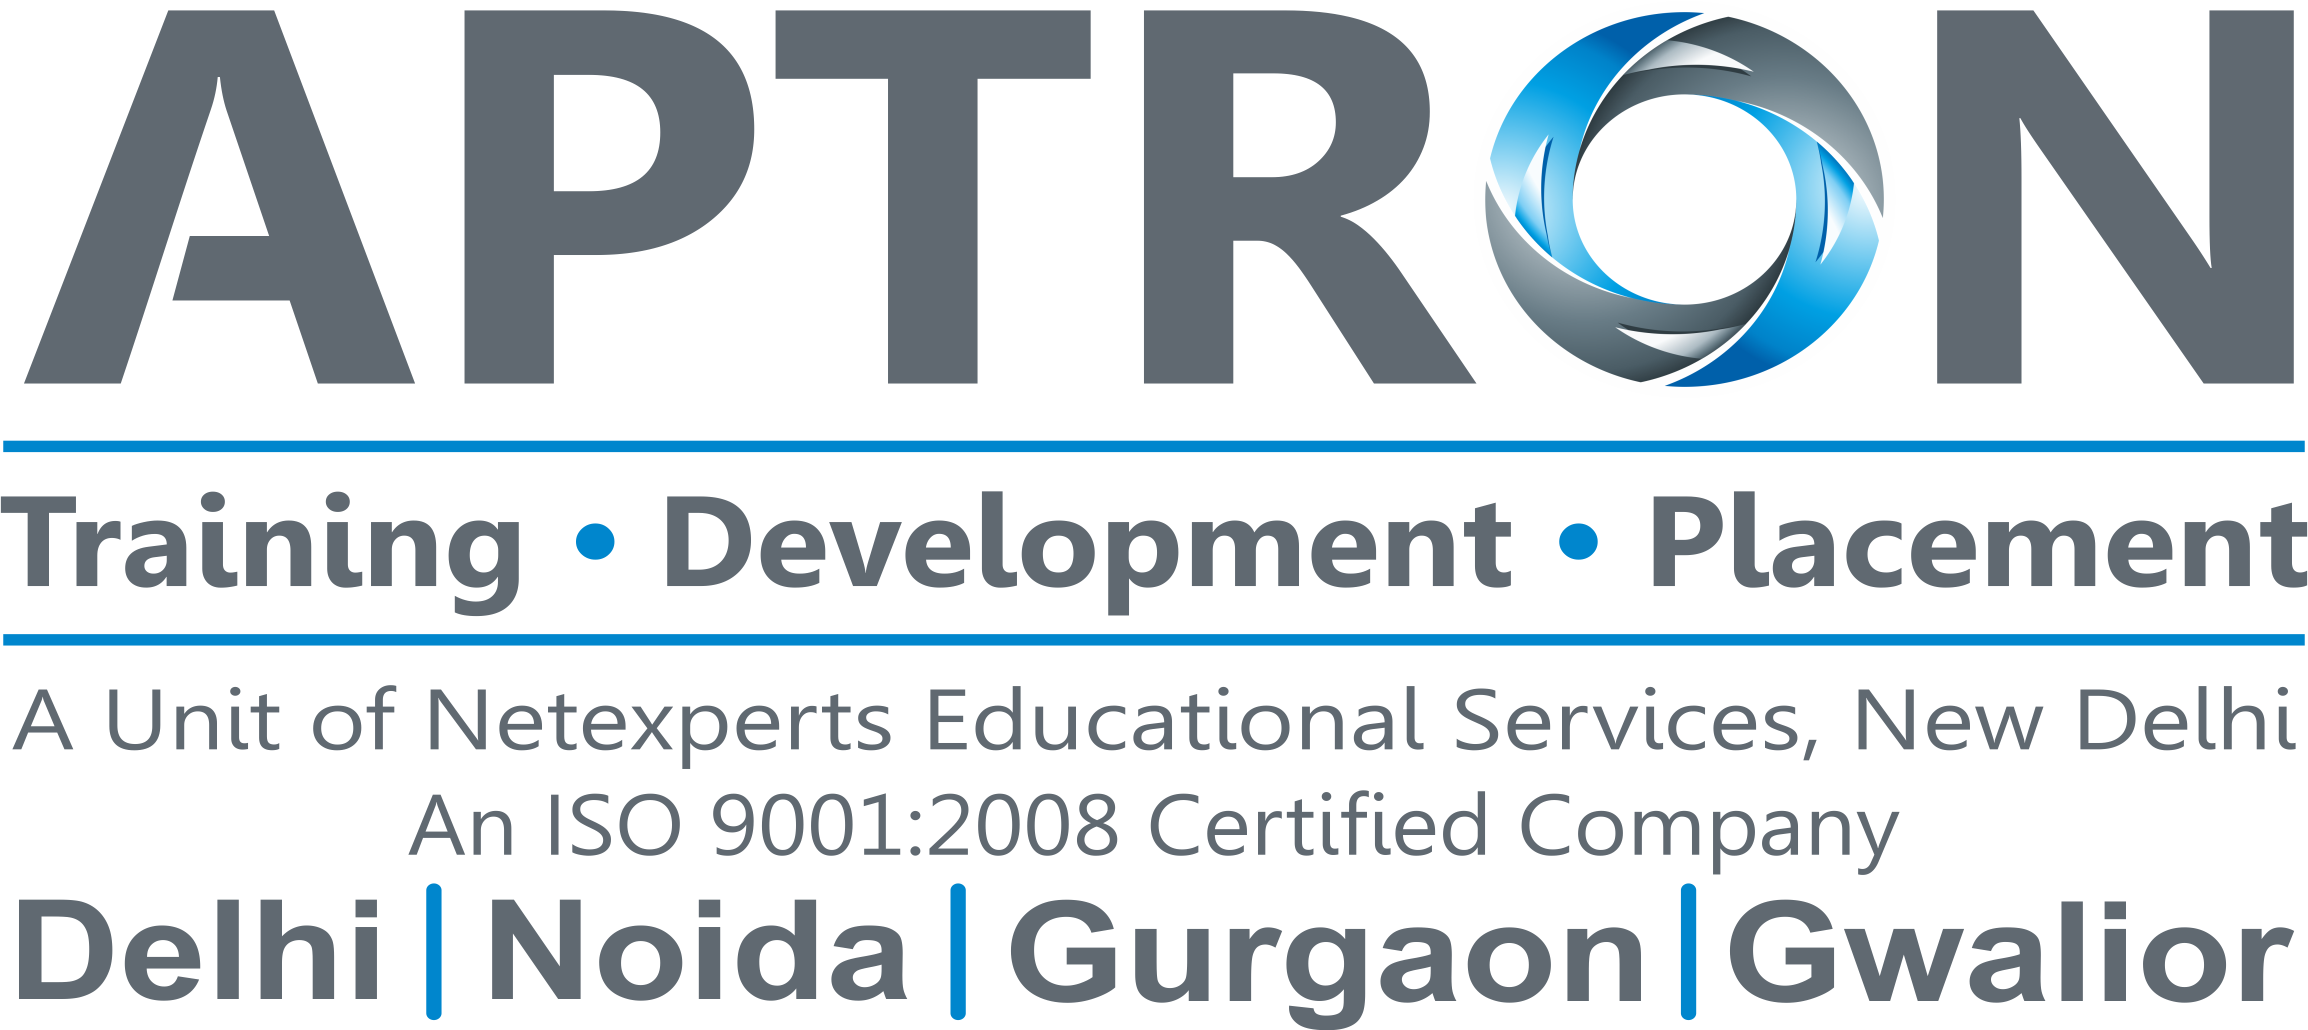 APTRON
Training • Development • Placement
A Unit of Netexperts Educational Services, New Delhi
An ISO 9001:2008 Certified Company
Delhi | Noida | Gurgaon | Gwalior